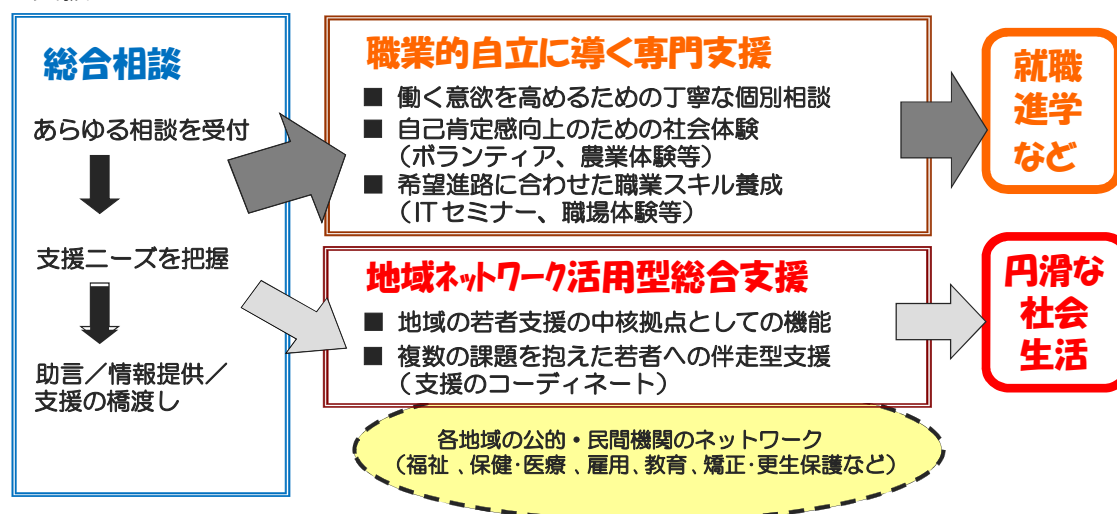 総合相談
あらゆる相談を受付
支援ニーズを把握
助言／情報提供／
支援の橋渡し
職業的自立に導く専門支援
■ 働く意欲を高めるための丁寧な個別相談
■ 自己肯定感向上のための社会体験
（ボランティア、農業体験等）
■ 希望進路に合わせた職業スキル養成
（IT セミナー、職場体験等）
就職
進学
など
地域ネットワーク活用型総合支援
■ 地域の若者支援の中核拠点としての機能
■ 複数の課題を抱えた若者への伴走型支援
（支援のコーディネート）
円滑な
社会
生活
各地域の公的・民間機関のネットワーク
（福祉、保健・医療、雇用、教育、矯正・更生保護など）